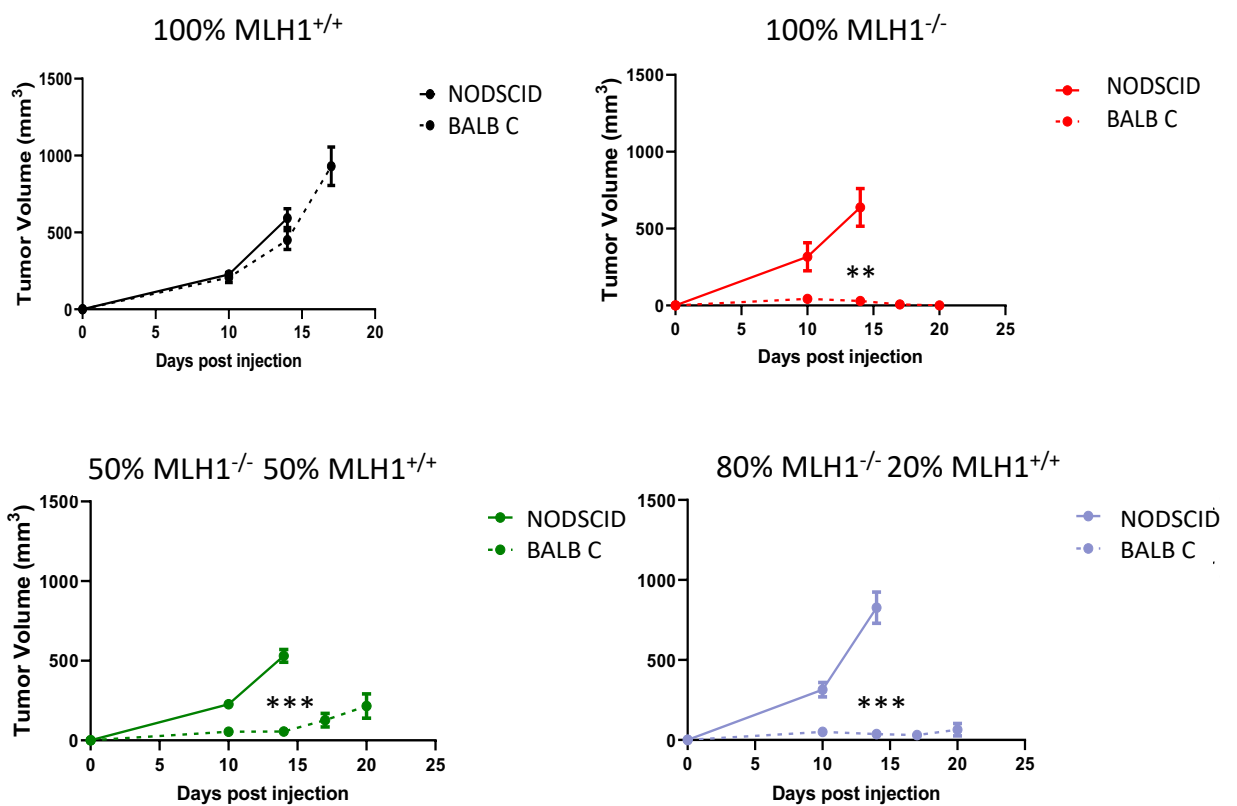 100% MLH1+/+
1500
1000
500
0
Tumor Volume (mm3)
0 5 10 15 20
Days post injection
NODSCID
BALB C
100% MLH1-/-
1500
1000
500
0
Tumor Volume (mm3)
**
0 5 10 15 20 25
Days post injection
NODSCID
BALB C
50% MLH1-/- 50% MLH1+/+
1500
1000
500
0
Tumor Volume (mm3)
***
0 5 10 15 20 25
Days post injection
NODSCID
BALB C
80% MLH1-/- 20% MLH1+/+
1500
1000
500
0
***
0 5 10 15 20 25
Days post injection
NODSCID
BALB C